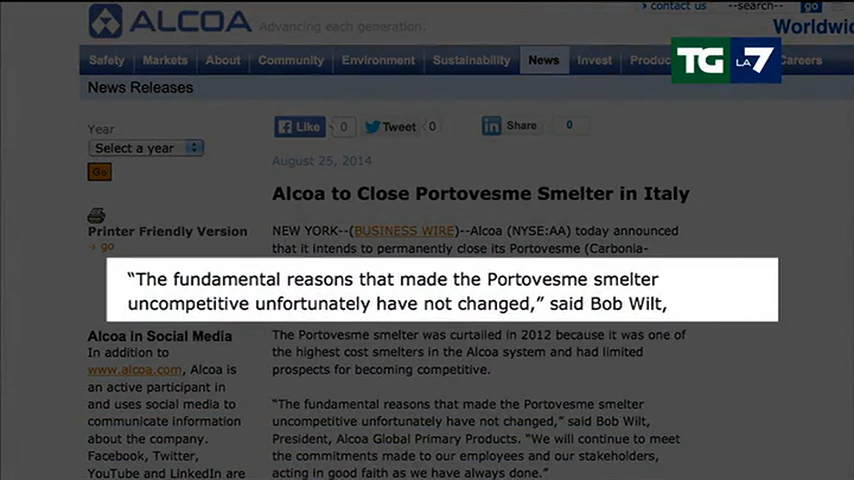 ALCOA Advancing each generation.
contact us --search-- go
Worldwid
Safety Markets About Community Environment Sustainability News Invest Produc Careers
TG LA7
News Releases
Year
Select a year
Go
Printer Friendly Version
→ go
Like 0 Tweet 0 Share 0
August 25, 2014
Alcoa to Close Portovesme Smelter in Italy
NEW YORK--(BUSINESS WIRE)--Alcoa (NYSE:AA) today announced
that it intends to permanently close its Portovesme (Carbonia-
“The fundamental reasons that made the Portovesme smelter
uncompetitive unfortunately have not changed,” said Bob Wilt,
Alcoa in Social Media
In addition to
www.alcoa.com, Alcoa is
an active participant in
and uses social media to
communicate information
about the company.
Facebook, Twitter,
YouTube and LinkedIn are
The Portovesme smelter was curtailed in 2012 because it was one of
the highest cost smelters in the Alcoa system and had limited
prospects for becoming competitive.
“The fundamental reasons that made the Portovesme smelter
uncompetitive unfortunately have not changed,” said Bob Wilt,
President, Alcoa Global Primary Products. “We will continue to meet
the commitments made to our employees and our stakeholders,
acting in good faith as we have always done.”